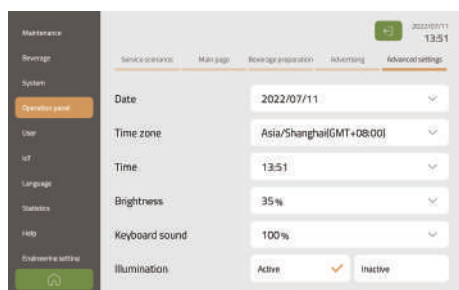 Maintenance
Beverage
System
Operation panel
User
IoT
Language
Statistics
Help
Engineering setting
2022/07/11
13:51
Service scenarios Main page Beverage preparation Advertising Advanced settings
Date 2022/07/11
Time zone Asia/Shanghai(GMT+08:00)
Time 13:51
Brightness 35%
Keyboard sound 100%
Illumination Active Inactive